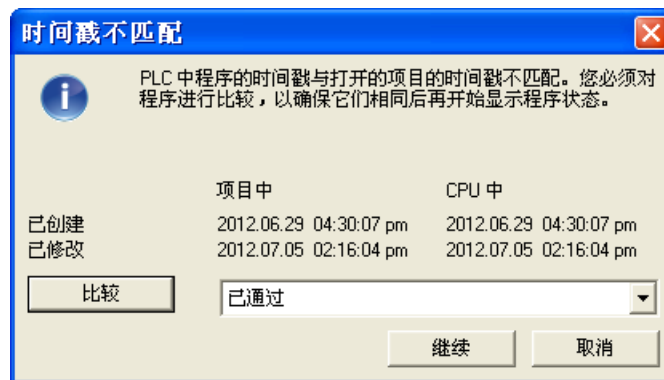 时间戳不匹配
PLC 中程序的时间戳与打开的项目的时间戳不匹配。您必须对
程序进行比较，以确保它们相同后再开始显示程序状态。
项目中 CPU 中
已创建 2012.06.29 04:30:07 pm 2012.06.29 04:30:07 pm
已修改 2012.07.05 02:16:04 pm 2012.07.05 02:16:04 pm
比较 已通过
继续 取消